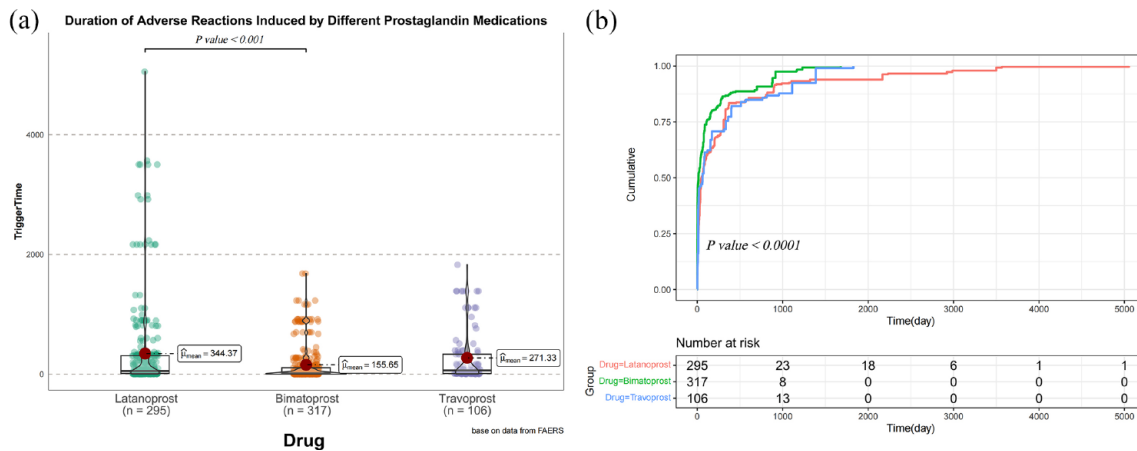 (a)
Duration of Adverse Reactions Induced by Different Prostaglandin Medications
P value < 0.001
4000
2000
0
TriggerTime
μ̂mean = 344.37
μ̂mean = 155.65
μ̂mean = 271.33
Latanoprost
(n = 295)
Bimatoprost
(n = 317)
Travoprost
(n = 106)
Drug
base on data from FAERS
(b)
1.00
0.75
0.50
0.25
0.00
Cumulative
P value < 0.0001
0 1000 2000 3000 4000 5000
Time(day)
Number at risk
Group
Drug=Latanoprost 295 23 18 6 1 1
Drug=Bimatoprost 317 8 0 0 0 0
Drug=Travoprost 106 13 0 0 0 0
0 1000 2000 3000 4000 5000
Time(day)